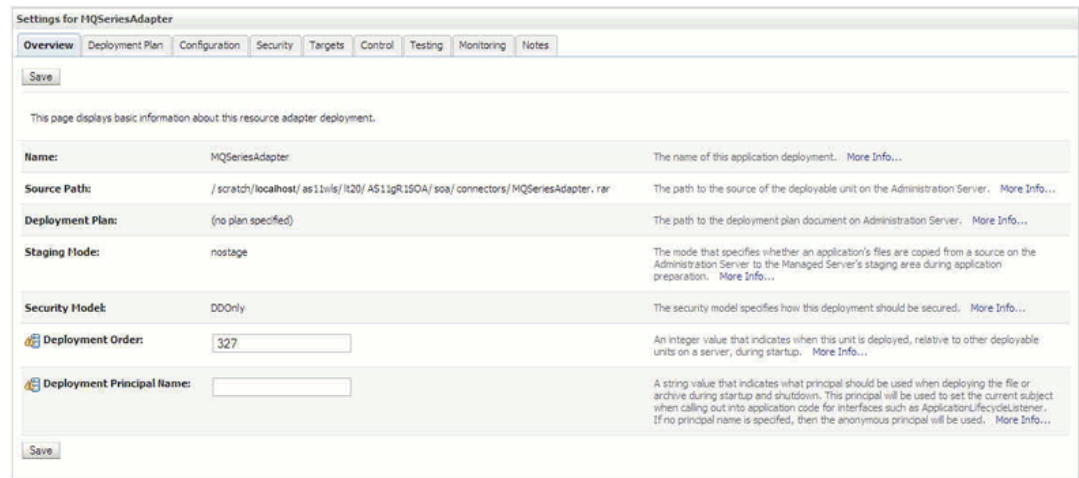 Settings for MQSeriesAdapter
Overview Deployment Plan Configuration Security Targets Control Testing Monitoring Notes
Save
This page displays basic information about this resource adapter deployment.
Name: MQSeriesAdapter The name of this application deployment. More Info...
Source Path: /scratch/localhost/as11wls/lt20/AS11gR1SOA/soa/connectors/MQSeriesAdapter.rar The path to the source of the deployable unit on the Administration Server. More Info...
Deployment Plan: (no plan specified) The path to the deployment plan document on Administration Server. More Info...
Staging Mode: nostage The mode that specifies whether an application's files are copied from a source on the
Administration Server to the Managed Server's staging area during application
preparation. More Info...
Security Model: DDOnly The security model specifies how this deployment should be secured. More Info...
Deployment Order: 327 An integer value that indicates when this unit is deployed, relative to other deployable
units on a server, during startup. More Info...
Deployment Principal Name: A string value that indicates what principal should be used when deploying the file or
archive during startup and shutdown. This principal will be used to set the current subject
when calling out into application code for interfaces such as ApplicationLifecycleListener.
If no principal name is specifed, then the anonymous principal will be used. More Info...
Save